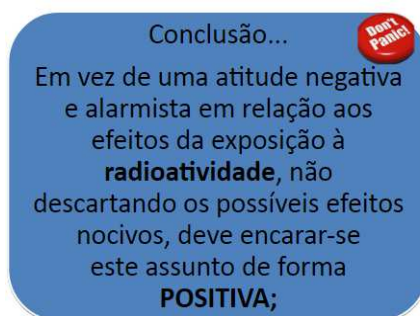 Conclusão...
Don't
Panic!
Em vez de uma atitude negativa
e alarmista em relação aos
efeitos da exposição à
radioatividade, não
descartando os possíveis efeitos
nocivos, deve encarar-se
este assunto de forma
POSITIVA;